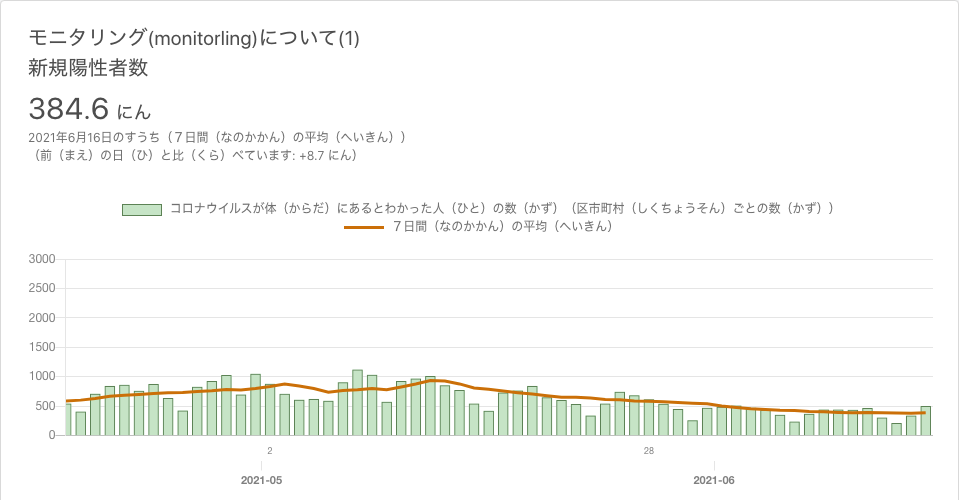 モニタリング(monitorling)について(1)
新規陽性者数
384.6 にん
2021年6月16日のすうち（７日間（なのかかん）の平均（へいきん））
（前（まえ）の日（ひ）と比（くら）べています: +8.7 にん）
コロナウイルスが体（からだ）にあるとわかった人（ひと）の数（かず）（区市町村（しくちょうそん）ごとの数（かず））
７日間（なのかかん）の平均（へいきん）
3000
2500
2000
1500
1000
500
0
2 28
2021-05 2021-06